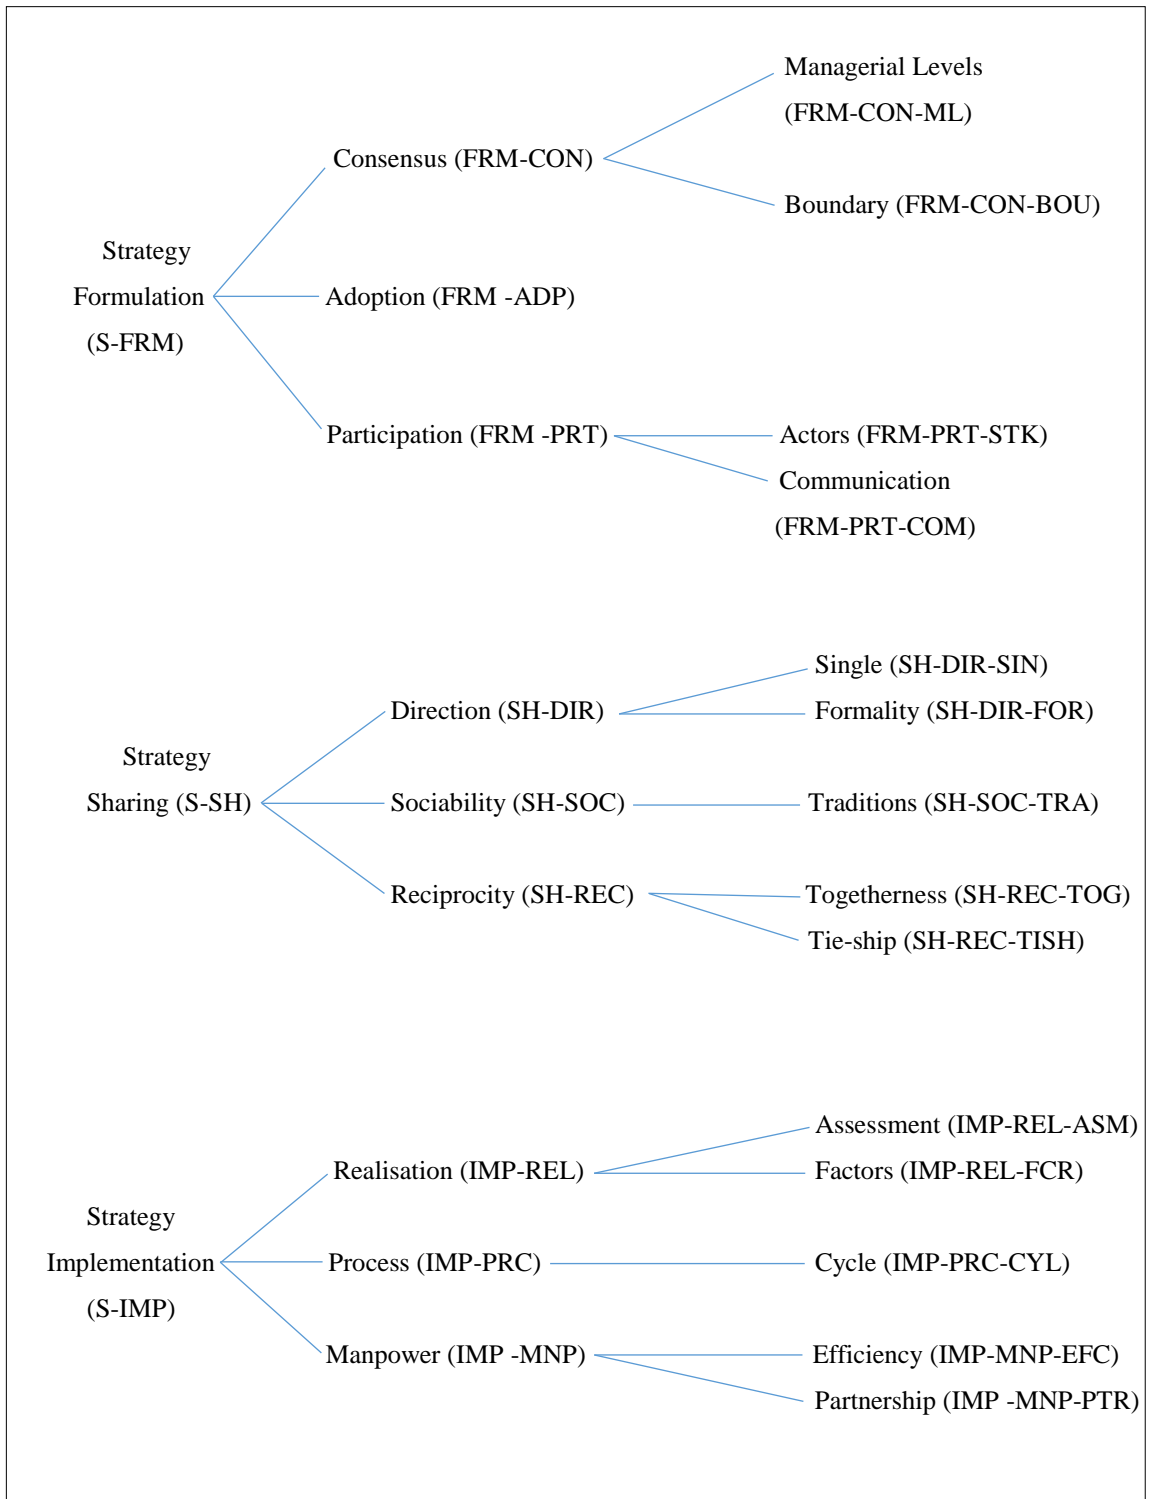 Managerial Levels
(FRM-CON-ML)
Consensus (FRM-CON)
Boundary (FRM-CON-BOU)
Strategy
Formulation
(S-FRM)
Adoption (FRM -ADP)
Participation (FRM -PRT)
Actors (FRM-PRT-STK)
Communication
(FRM-PRT-COM)
Single (SH-DIR-SIN)
Direction (SH-DIR)
Formality (SH-DIR-FOR)
Strategy
Sharing (S-SH)
Sociability (SH-SOC)
Traditions (SH-SOC-TRA)
Reciprocity (SH-REC)
Togetherness (SH-REC-TOG)
Tie-ship (SH-REC-TISH)
Assessment (IMP-REL-ASM)
Realisation (IMP-REL)
Factors (IMP-REL-FCR)
Strategy
Implementation
(S-IMP)
Process (IMP-PRC)
Cycle (IMP-PRC-CYL)
Manpower (IMP -MNP)
Efficiency (IMP-MNP-EFC)
Partnership (IMP -MNP-PTR)